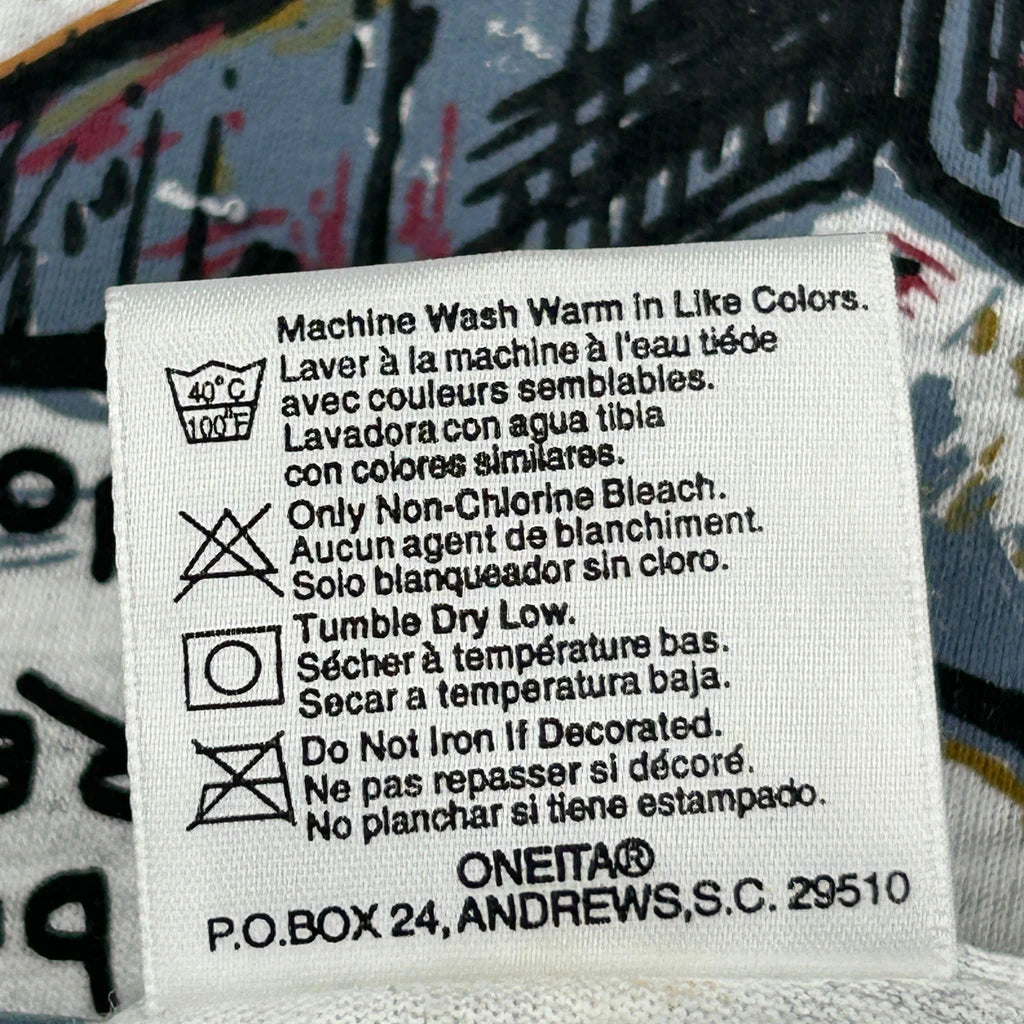 Machine Wash Warm in Like Colors.
Laver à la machine à l'eau tiéde
avec couleurs semblables.
Lavadora con agua tibla
con colores similares.
40°C
100°F
Only Non-Chlorine Bleach.
Aucun agent de blanchiment.
Solo blanqueador sin cloro.
Tumble Dry Low.
Sécher à température bas.
Secar a temperatura baja.
Do Not Iron If Decorated.
Ne pas repasser si décoré.
No planchar si tiene estampado.
ONEITA®
P.O.BOX 24, ANDREWS,S.C. 29510